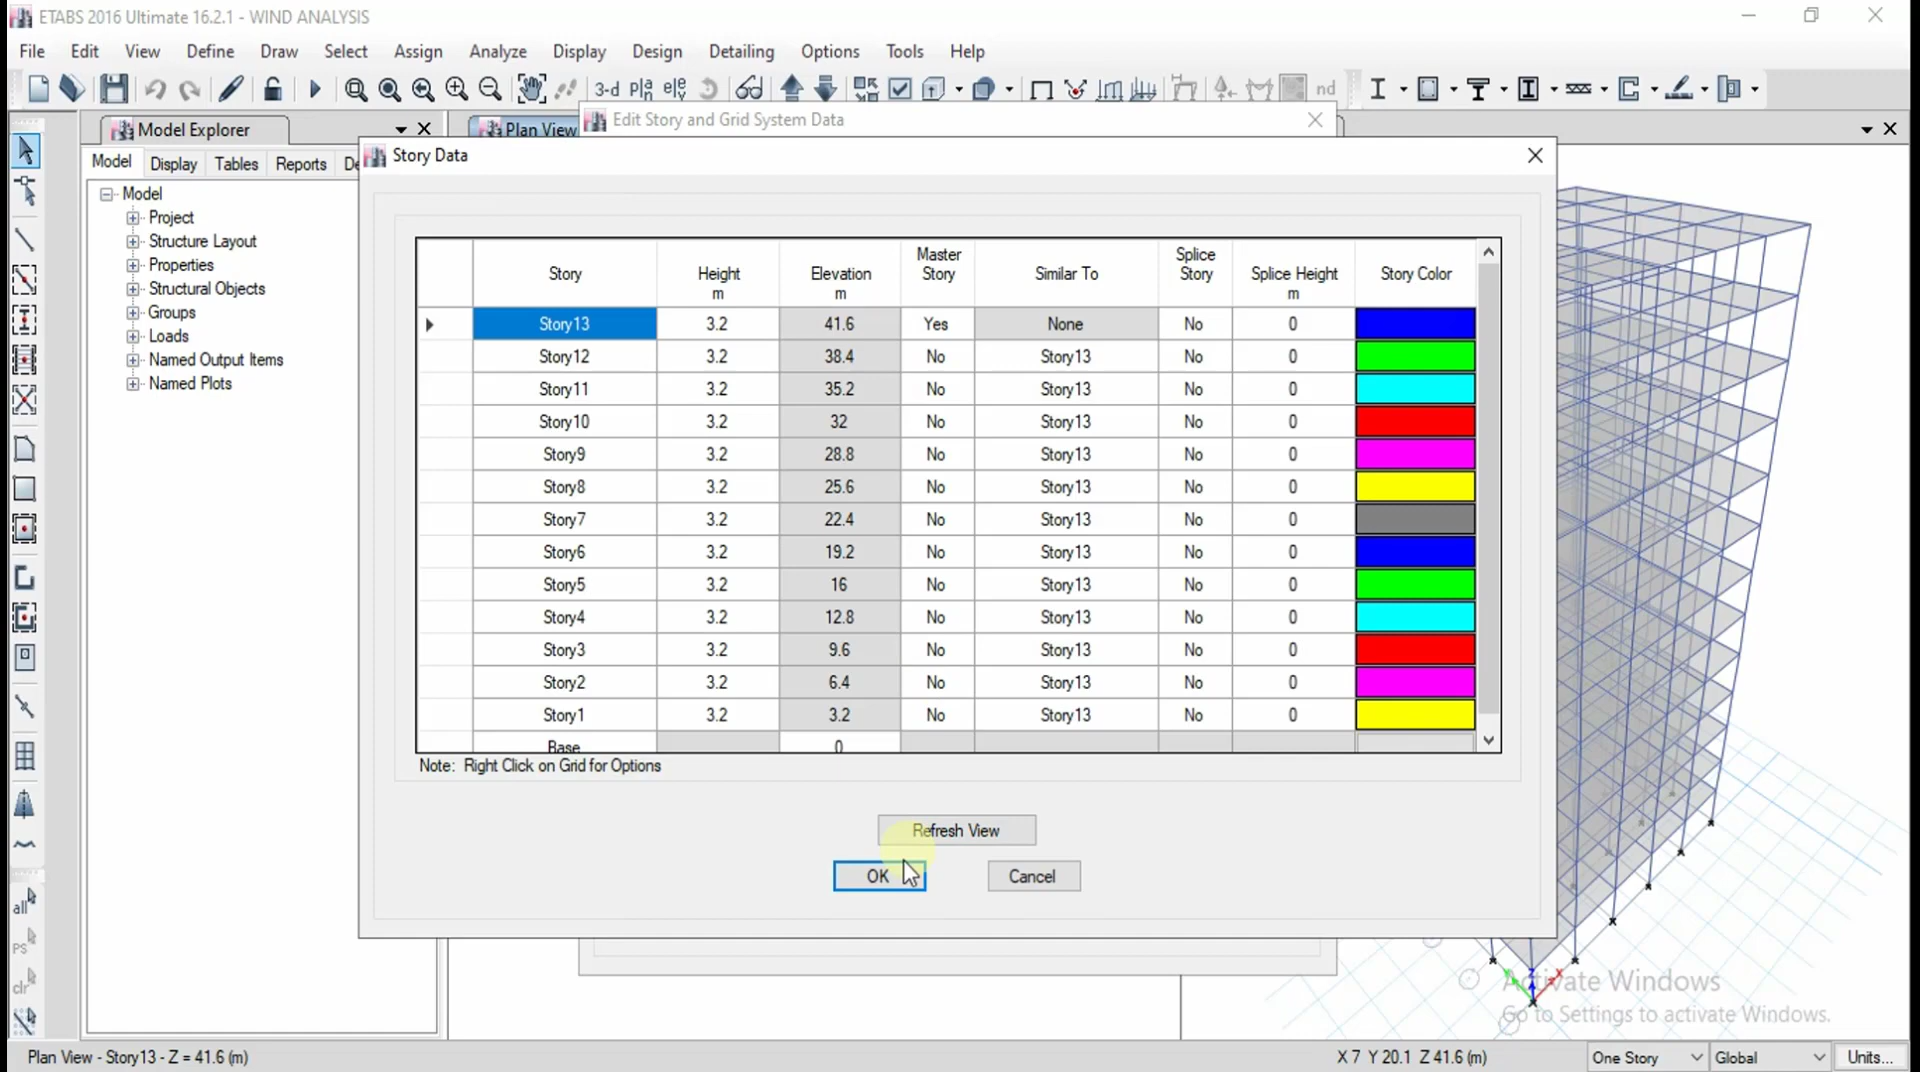 ETABS 2016 Ultimate 16.2.1 - WIND ANALYSIS
File Edit View Define Draw Select Assign Analyze Display Design Detailing Options Tools Help
3-d pla ele nd
Model Explorer
Plan View
Edit Story and Grid System Data
Model Display Tables Reports De
Story Data
Model
Project
Structure Layout
Properties
Structural Objects
Groups
Loads
Named Output Items
Named Plots
Story Height m Elevation m Master Story Similar To Splice Story Splice Height m Story Color
Story13 3.2 41.6 Yes None No 0
Story12 3.2 38.4 No Story13 No 0
Story11 3.2 35.2 No Story13 No 0
Story10 3.2 32 No Story13 No 0
Story9 3.2 28.8 No Story13 No 0
Story8 3.2 25.6 No Story13 No 0
Story7 3.2 22.4 No Story13 No 0
Story6 3.2 19.2 No Story13 No 0
Story5 3.2 16 No Story13 No 0
Story4 3.2 12.8 No Story13 No 0
Story3 3.2 9.6 No Story13 No 0
Story2 3.2 6.4 No Story13 No 0
Story1 3.2 3.2 No Story13 No 0
Base 0
Note: Right Click on Grid for Options
Refresh View
OK Cancel
all
PS
clr
Activate Windows
Go to Settings to activate Windows.
Plan View - Story13 - Z = 41.6 (m)
X 7 Y 20.1 Z 41.6 (m)
One Story Global Units...